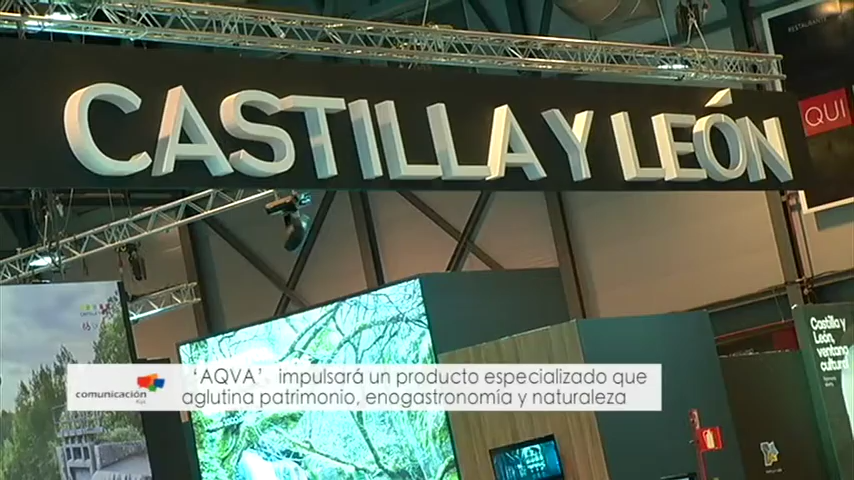 CASTILLA Y LEÓN
QUI
Castilla y
León,
ventana
cultural
comunicación
'AQVA', impulsará un producto especializado que
aglutina patrimonio, enogastronomía y naturaleza